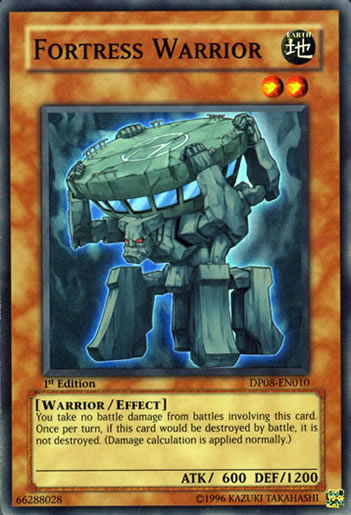 FORTRESS WARRIOR
EARTH
地
1st Edition
DP08-EN010
[WARRIOR/EFFECT]
You take no battle damage from battles involving this card.
Once per turn, if this card would be destroyed by battle, it
is not destroyed. (Damage calculation is applied normally.)
ATK/ 600 DEF/1200
66288028
©1996 KAZUKI TAKAHASHI